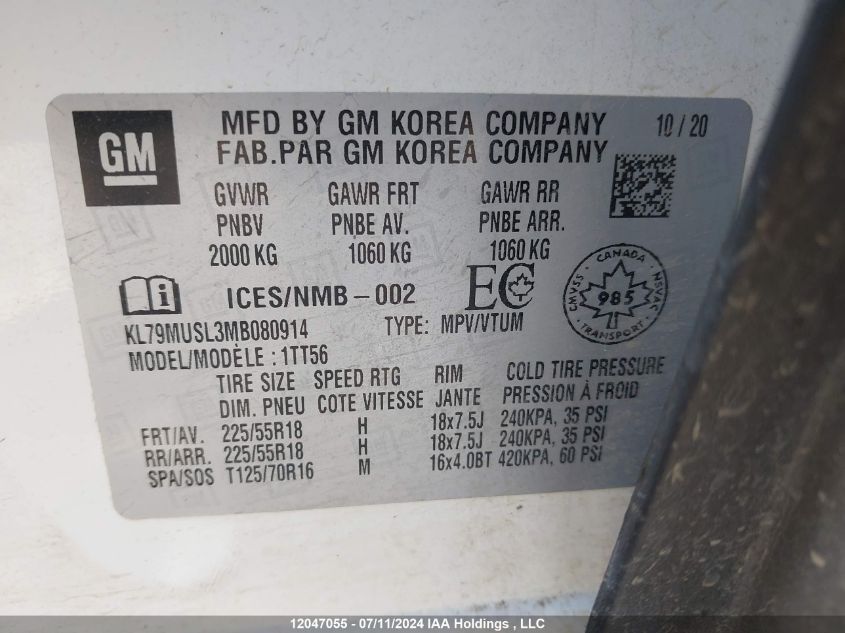 GM
MFD BY GM KOREA COMPANY 10/20
FAB.PAR GM KOREA COMPANY
GVWR GAWR FRT GAWR RR
PNBV PNBE AV. PNBE ARR.
2000 KG 1060 KG 1060 KG
i ICES/NMB-002 EC
CANADA CMVSS NSVAC 985 TRANSPORT
KL79MUSL3MB080914 TYPE: MPV/VTUM
MODEL/MODÈLE : 1TT56
TIRE SIZE SPEED RTG RIM COLD TIRE PRESSURE
DIM. PNEU COTE VITESSE JANTE PRESSION À FROID
FRT/AV. 225/55R18 H 18x7.5J 240KPA, 35 PSI
RR/ARR. 225/55R18 H 18x7.5J 240KPA, 35 PSI
SPA/SOS T125/70R16 M 16x4.0BT 420KPA, 60 PSI
12047055 - 07/11/2024 IAA Holdings , LLC